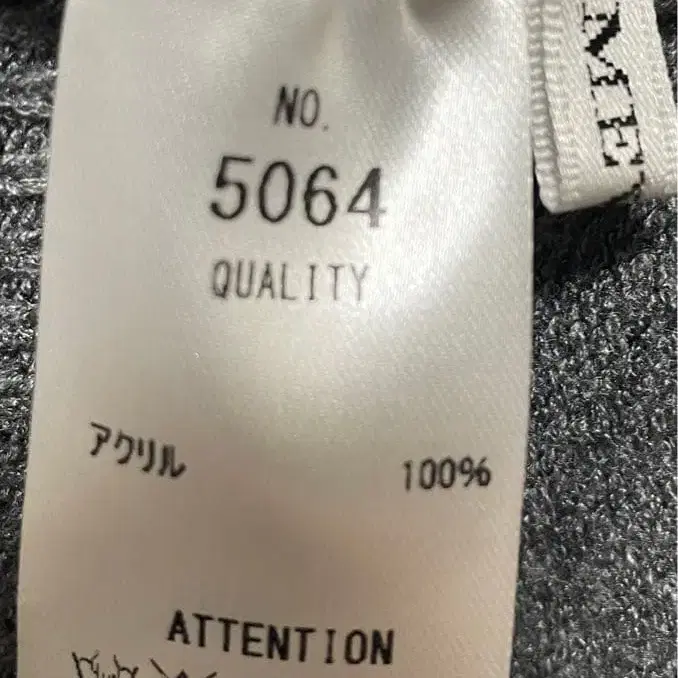 NO.
5064
QUALITY
アクリル 100%
ATTENTION